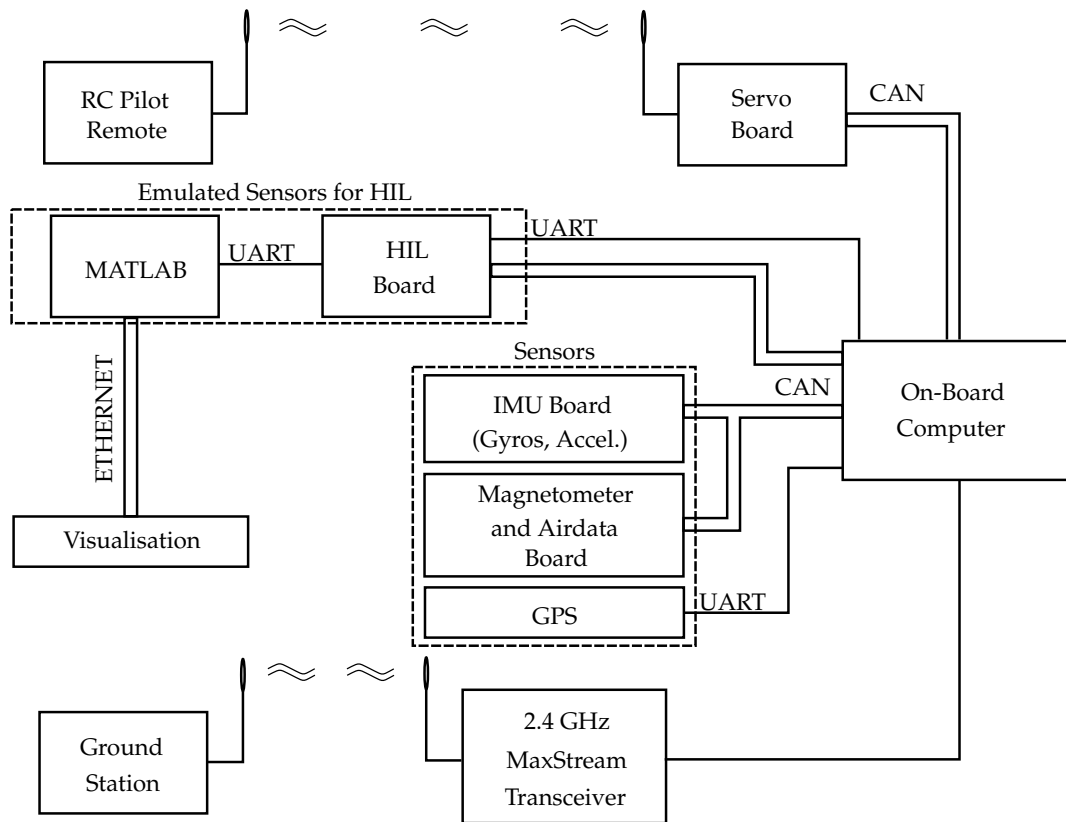 RC Pilot
Remote
Servo
Board
CAN
Emulated Sensors for HIL
MATLAB
UART
HIL
Board
UART
ETHERNET
Sensors
IMU Board
(Gyros, Accel.)
CAN
On-Board
Computer
Magnetometer
and Airdata
Board
Visualisation
GPS
UART
Ground
Station
2.4 GHz
MaxStream
Transceiver